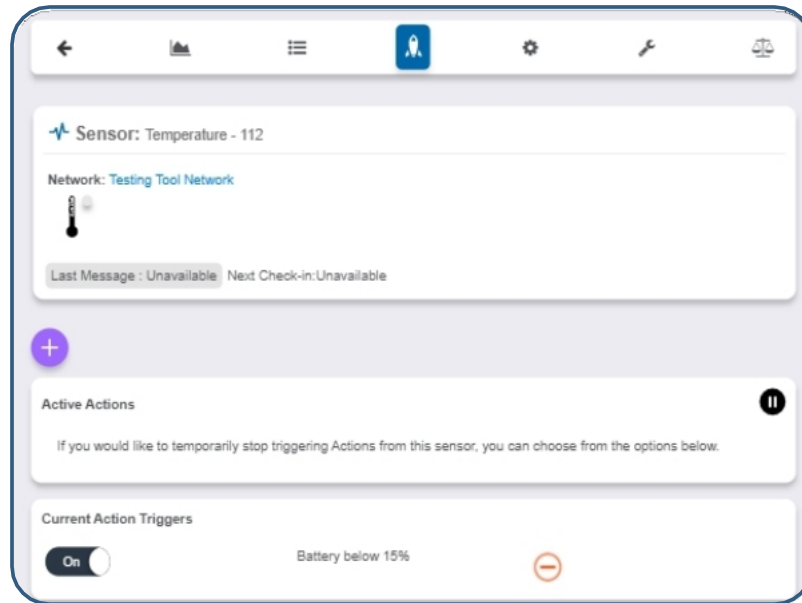 Sensor: Temperature - 112
Network: Testing Tool Network
Last Message : Unavailable Next Check-in:Unavailable
Active Actions
If you would like to temporarily stop triggering Actions from this sensor, you can choose from the options below.
Current Action Triggers
On Battery below 15%